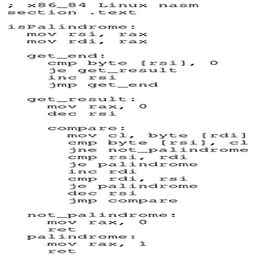 ; x86_84 Linux nasm
section .text

isPalindrome:
  mov rsi, rax
  mov rdi, rax

  get_end:
    cmp byte [rsi], 0
    je get_result
    inc rsi
    jmp get_end

  get_result:
    mov rax, 0
    dec rsi

    compare:
      mov cl, byte [rdi]
      cmp byte [rsi], cl
      jne not_palindrome
      cmp rsi, rdi
      je palindrome
      inc rdi
      cmp rdi, rsi
      je palindrome
      dec rsi
      jmp compare

  not_palindrome:
    mov rax, 0
    ret
  palindrome:
    mov rax, 1
    ret